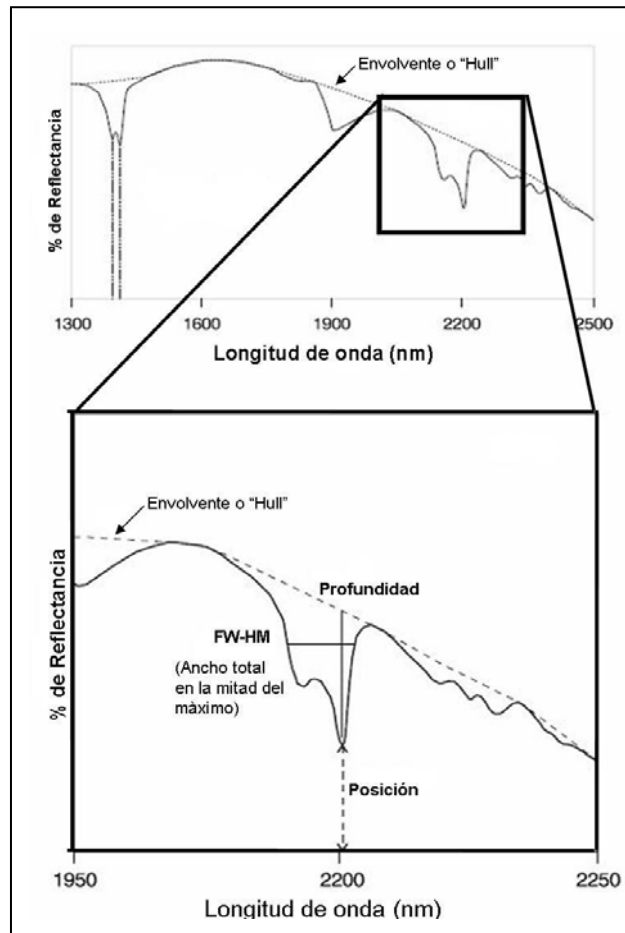 Envolvente o “Hull”
% de Reflectancia
1300
1600
1900
2200
2500
Longitud de onda (nm)
Envolvente o “Hull”
Profundidad
FW-HM
(Ancho total
en la mitad del
màximo)
% de Reflectancia
Posición
1950
2200
2250
Longitud de onda (nm)